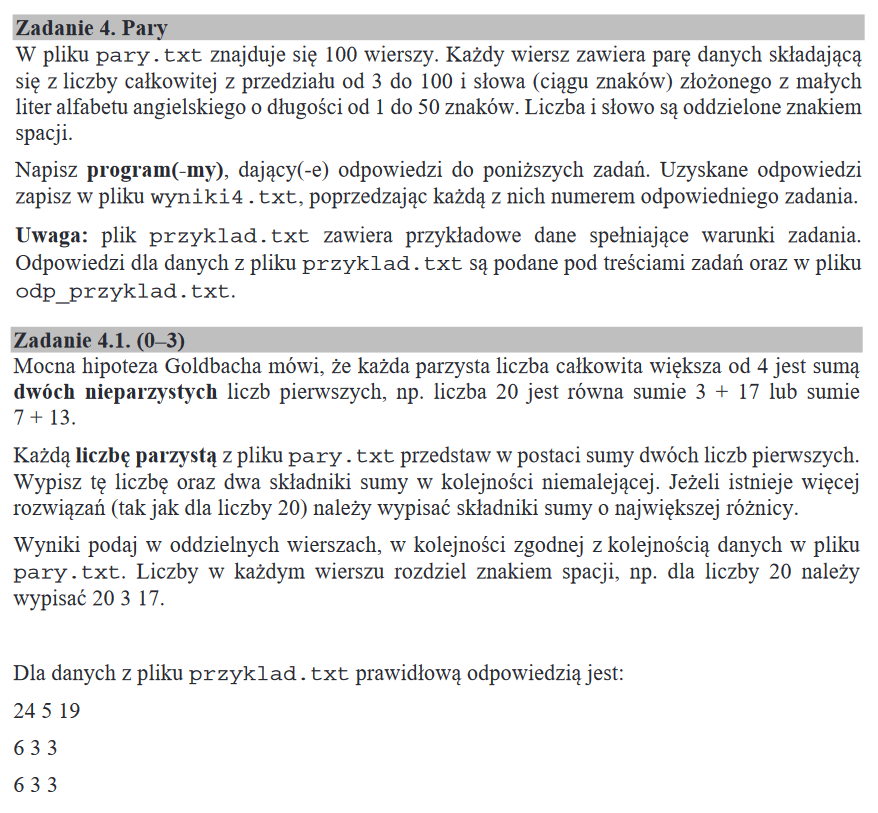 Zadanie 4. Pary
W pliku pary.txt znajduje się 100 wierszy. Każdy wiersz zawiera parę danych składającą
się z liczby całkowitej z przedziału od 3 do 100 i słowa (ciągu znaków) złożonego z małych
liter alfabetu angielskiego o długości od 1 do 50 znaków. Liczba i słowo są oddzielone znakiem
spacji.
Napisz program(-my), dający(-e) odpowiedzi do poniższych zadań. Uzyskane odpowiedzi
zapisz w pliku wyniki4.txt, poprzedzając każdą z nich numerem odpowiedniego zadania.
Uwaga: plik przyklad.txt zawiera przykładowe dane spełniające warunki zadania.
Odpowiedzi dla danych z pliku przyklad.txt są podane pod treściami zadań oraz w pliku
odp_przyklad.txt.
Zadanie 4.1. (0–3)
Mocna hipoteza Goldbacha mówi, że każda parzysta liczba całkowita większa od 4 jest sumą
dwóch nieparzystych liczb pierwszych, np. liczba 20 jest równa sumie 3 + 17 lub sumie
7 + 13.
Każdą liczbę parzystą z pliku pary.txt przedstaw w postaci sumy dwóch liczb pierwszych.
Wypisz tę liczbę oraz dwa składniki sumy w kolejności niemalejącej. Jeżeli istnieje więcej
rozwiązań (tak jak dla liczby 20) należy wypisać składniki sumy o największej różnicy.
Wyniki podaj w oddzielnych wierszach, w kolejności zgodnej z kolejnością danych w pliku
pary.txt. Liczby w każdym wierszu rozdziel znakiem spacji, np. dla liczby 20 należy
wypisać 20 3 17.
Dla danych z pliku przyklad.txt prawidłową odpowiedzią jest:
24 5 19
6 3 3
6 3 3